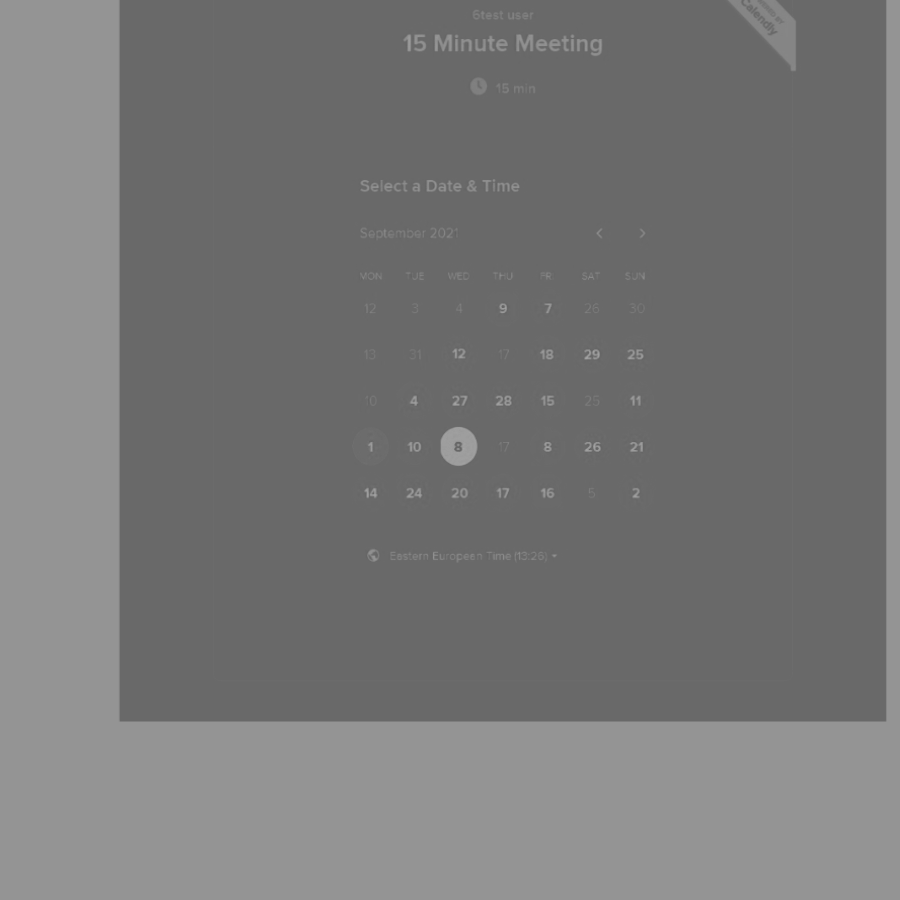 6test user
15 Minute Meeting
15 min
Calendly
Select a Date & Time
September 2021
MON TUE WED THU FRI SAT SUN
12 3 4 9 7 26 30
13 31 12 17 18 29 25
10 4 27 28 15 25 11
1 10 8 17 8 26 21
14 24 20 17 16 5 2
Eastern European Time (13:26)